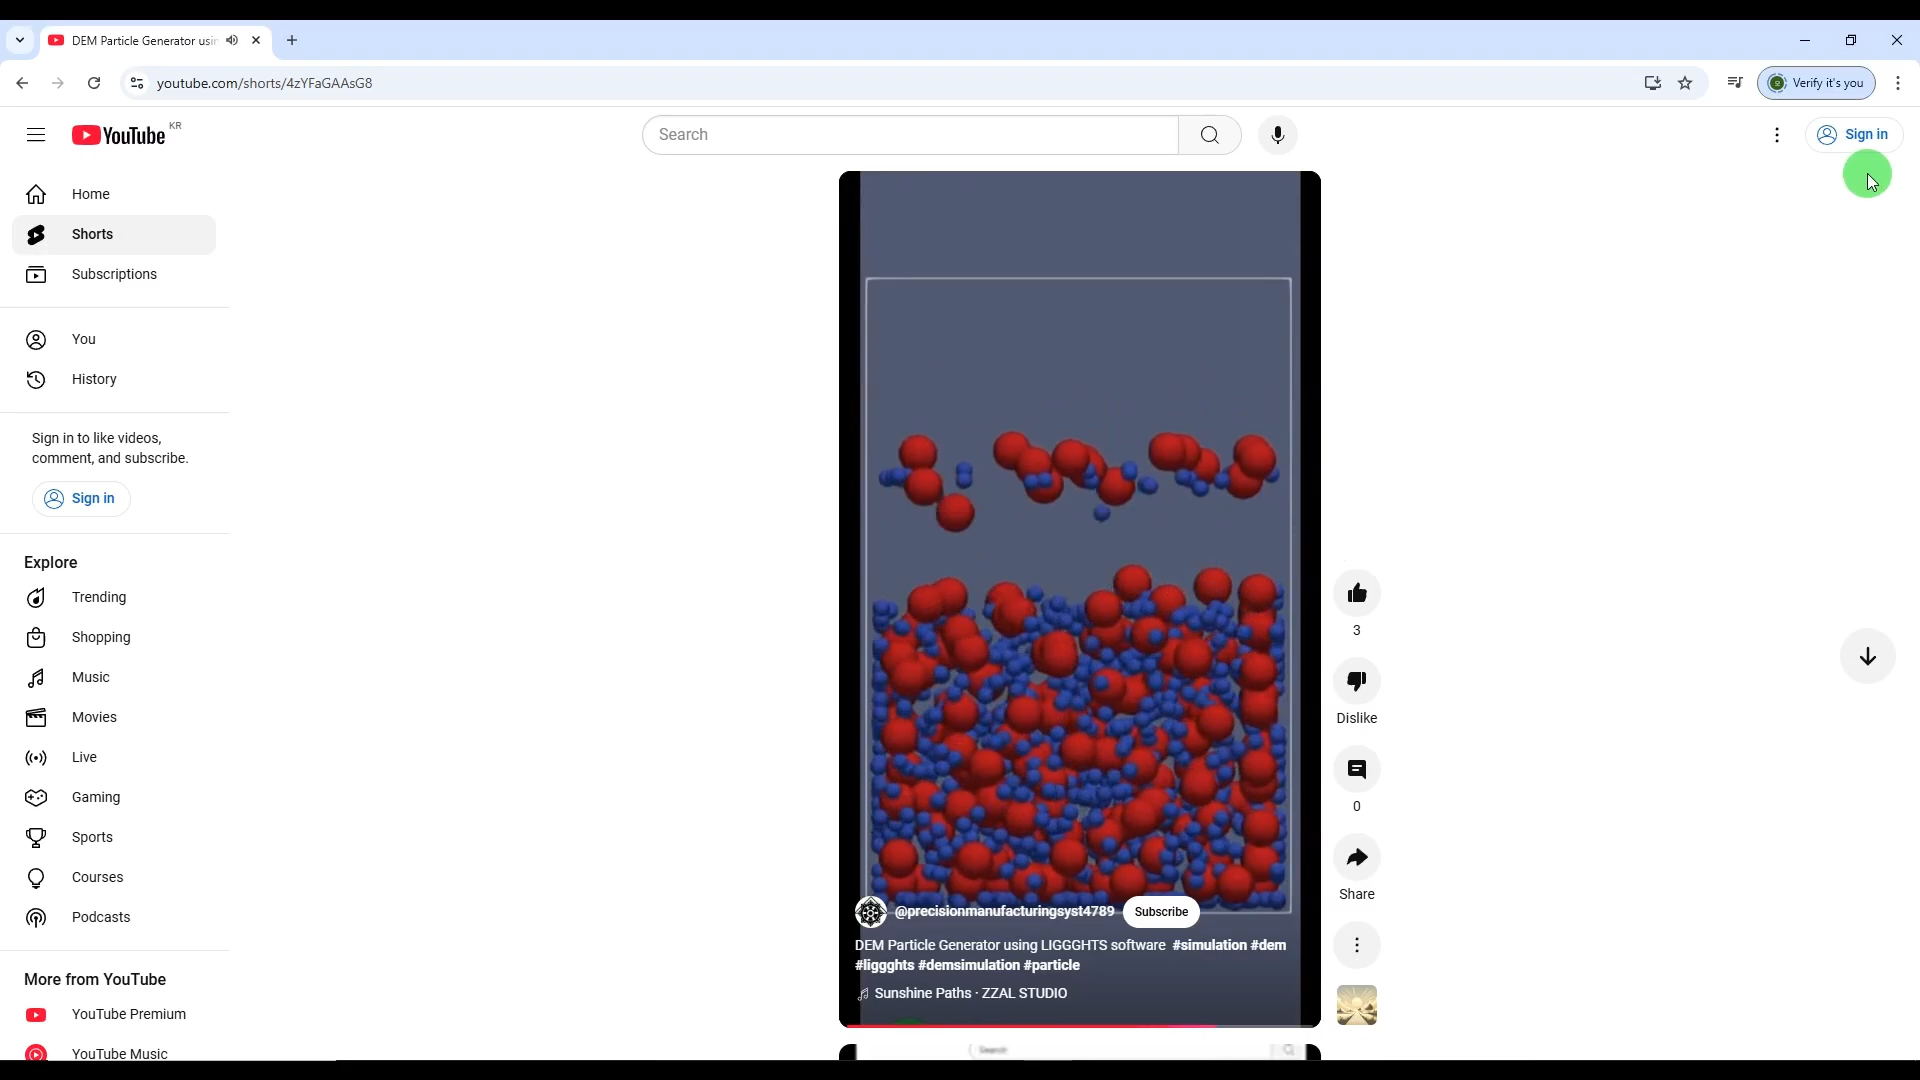 DEM Particle Generator usin
youtube.com/shorts/4zYFaGAAsG8
Verify it's you
YouTube KR
Search
Sign in
Home
Shorts
Subscriptions
You
History
Sign in to like videos,
comment, and subscribe.
Sign in
Explore
Trending
Shopping
Music
Movies
Live
Gaming
Sports
Courses
Podcasts
More from YouTube
YouTube Premium
YouTube Music
@precisionmanufacturingsyst4789
Subscribe
DEM Particle Generator using LIGGGHTS software #simulation #dem
#liggghts #demsimulation #particle
Sunshine Paths · ZZAL STUDIO
3
Dislike
0
Share
Search